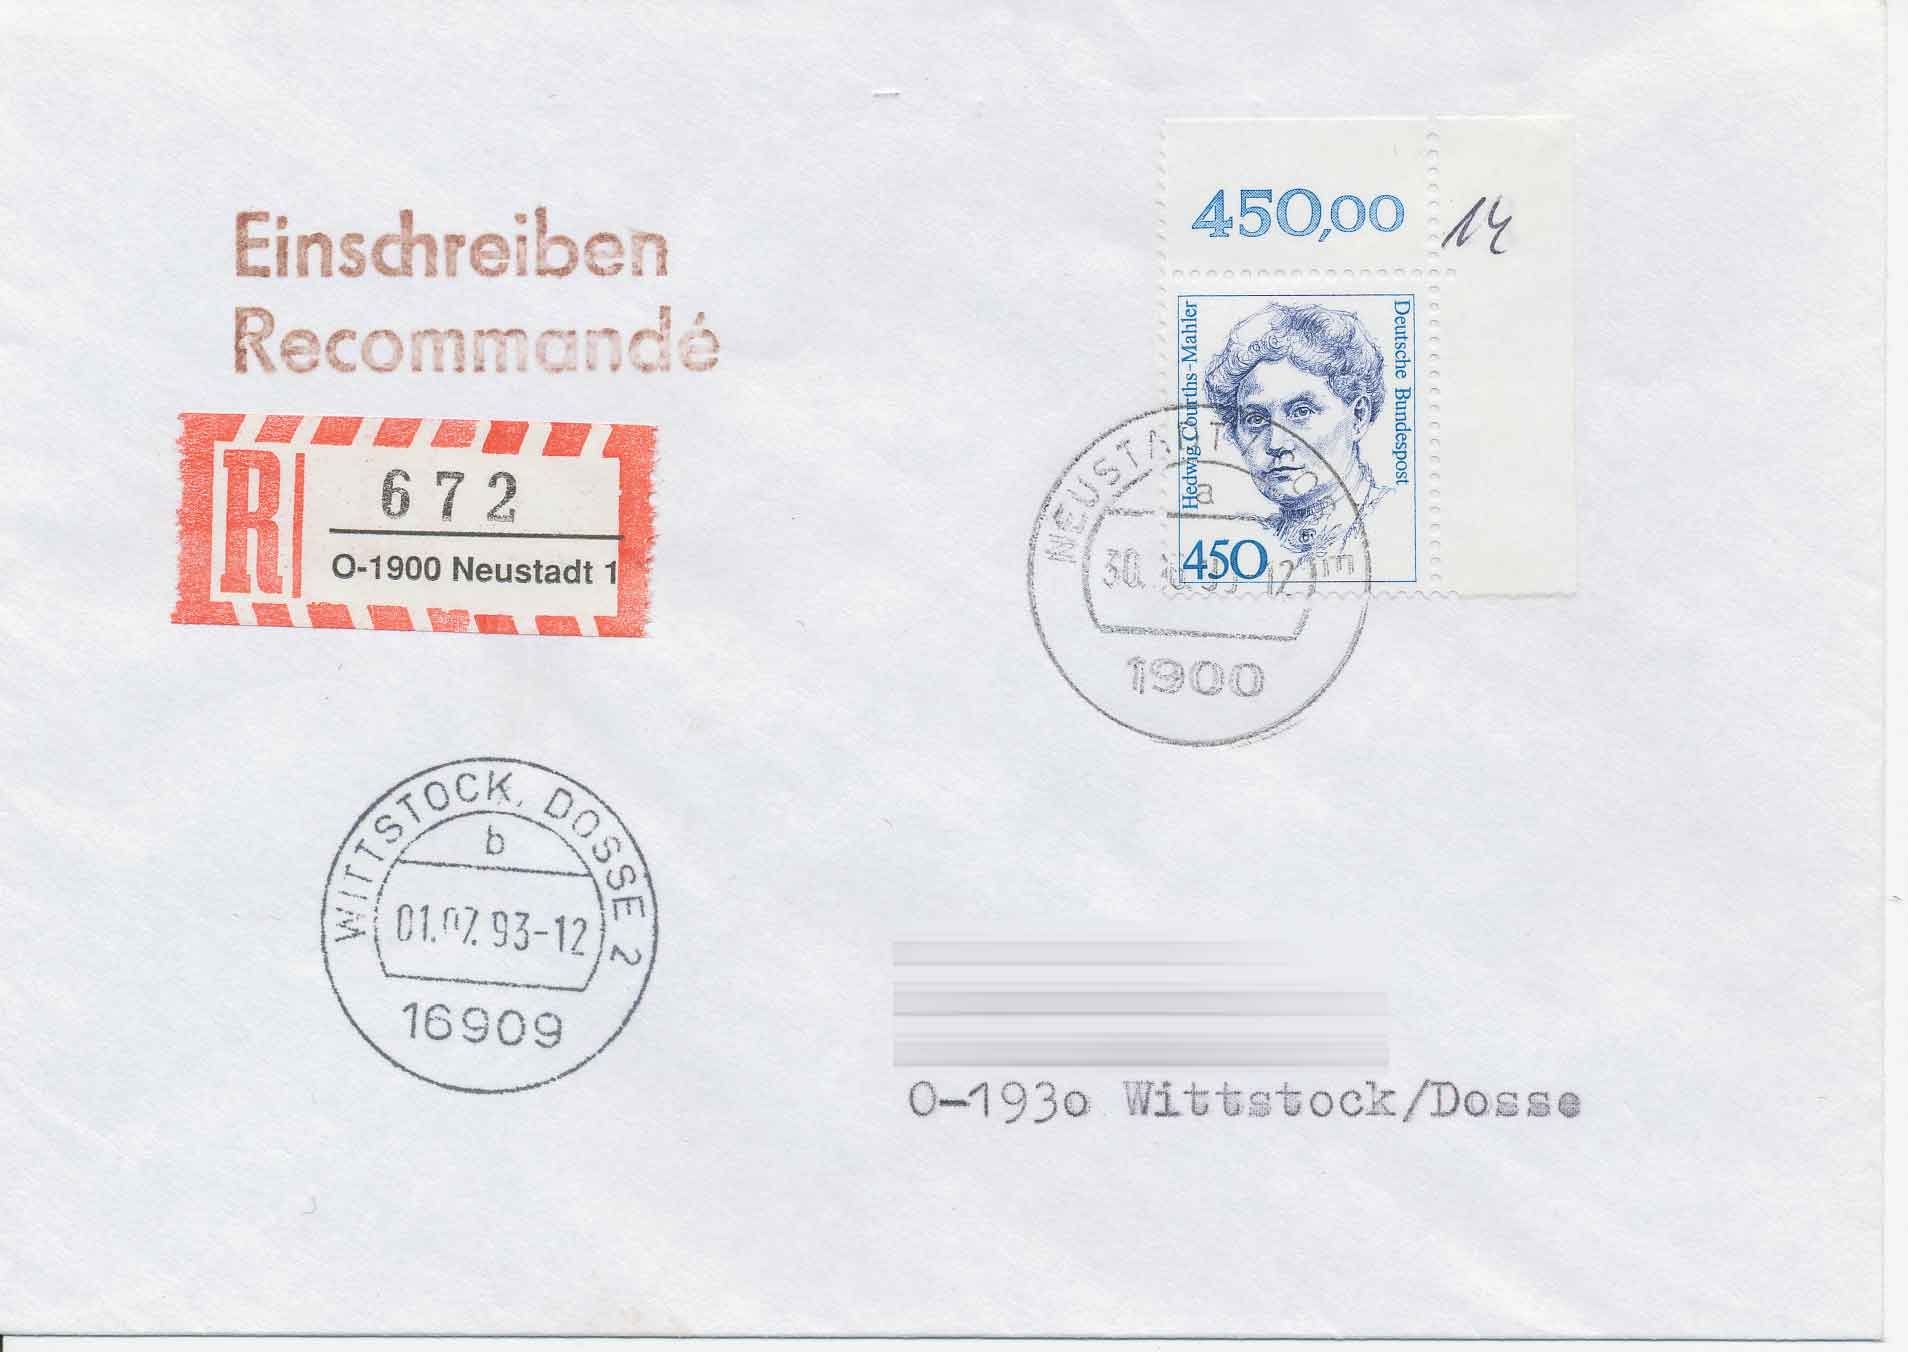 Einschreiben
Recommandé
R
672
O-1900 Neustadt 1
450,00
14
Hedwig Courths-Mahler
Deutsche Bundespost
450
a
1900
WITTSTOCK, DOSSE 2
b
01.07.93-12
16909
O-193o Wittstock/Dosse